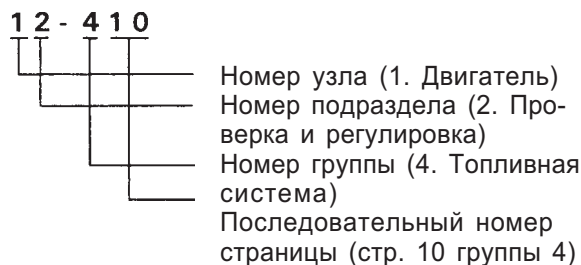 12-410
Номер узла (1. Двигатель)
Номер подраздела (2. Про-
верка и регулировка)
Номер группы (4. Топливная
система)
Последовательный номер
страницы (стр. 10 группы 4)